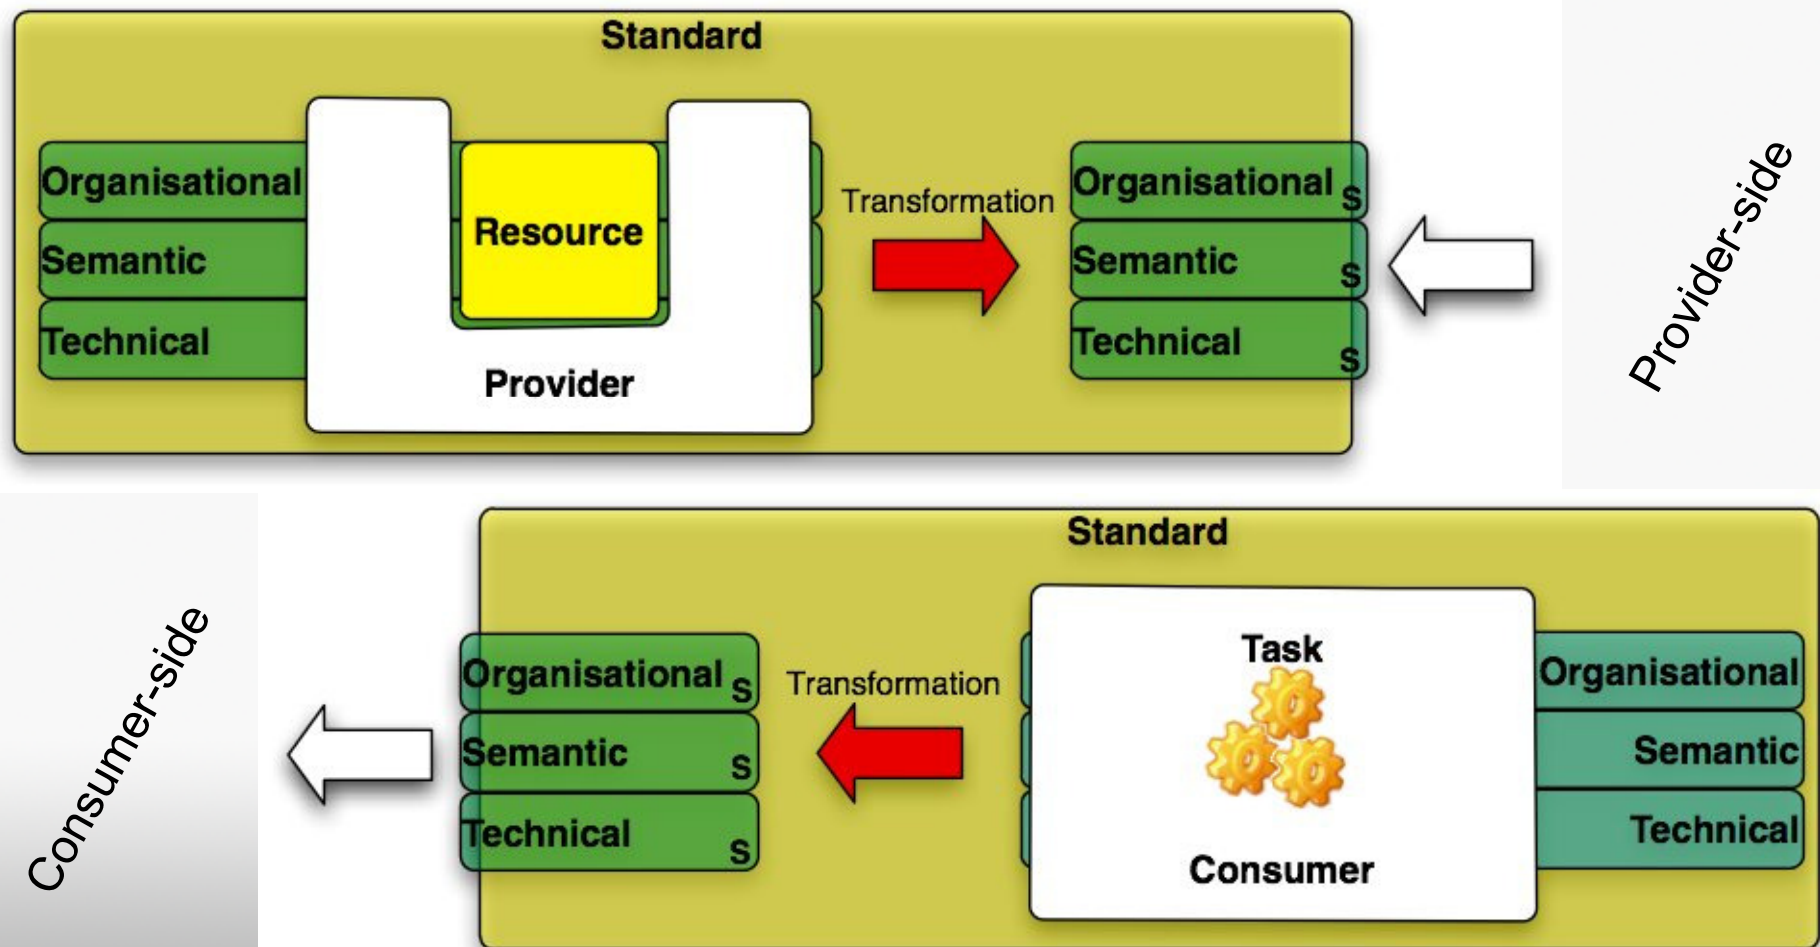 Standard
Organisational
Semantic
Technical
Resource
Provider
Transformation
Organisational S
Semantic S
Technical S
Provider-side
Consumer-side
Standard
Organisational S
Semantic S
Technical S
Transformation
Task
Consumer
Organisational
Semantic
Technical